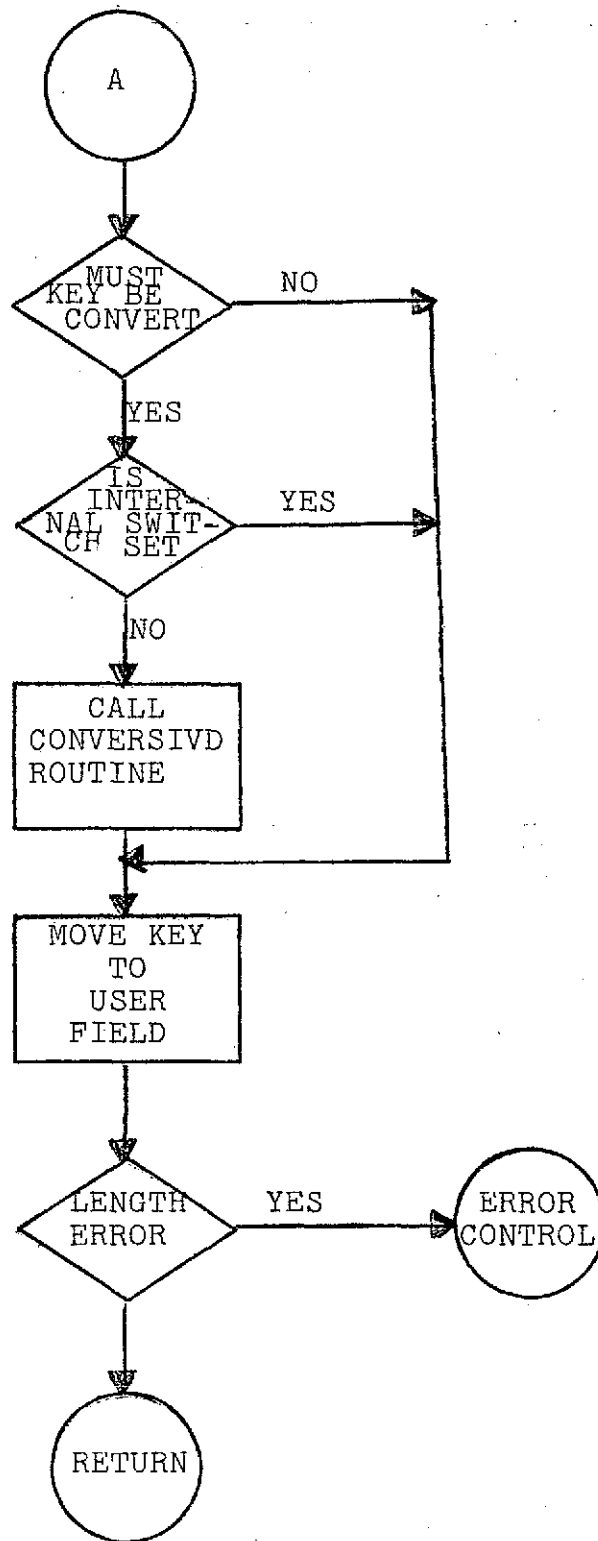 A
MUST
KEY BE
CONVERT
NO
YES
IS
INTER-
NAL SWIT-
CH SET
YES
NO
CALL
CONVERSIVD
ROUTINE
MOVE KEY
TO
USER
FIELD
LENGTH
ERROR
YES
ERROR
CONTROL
RETURN